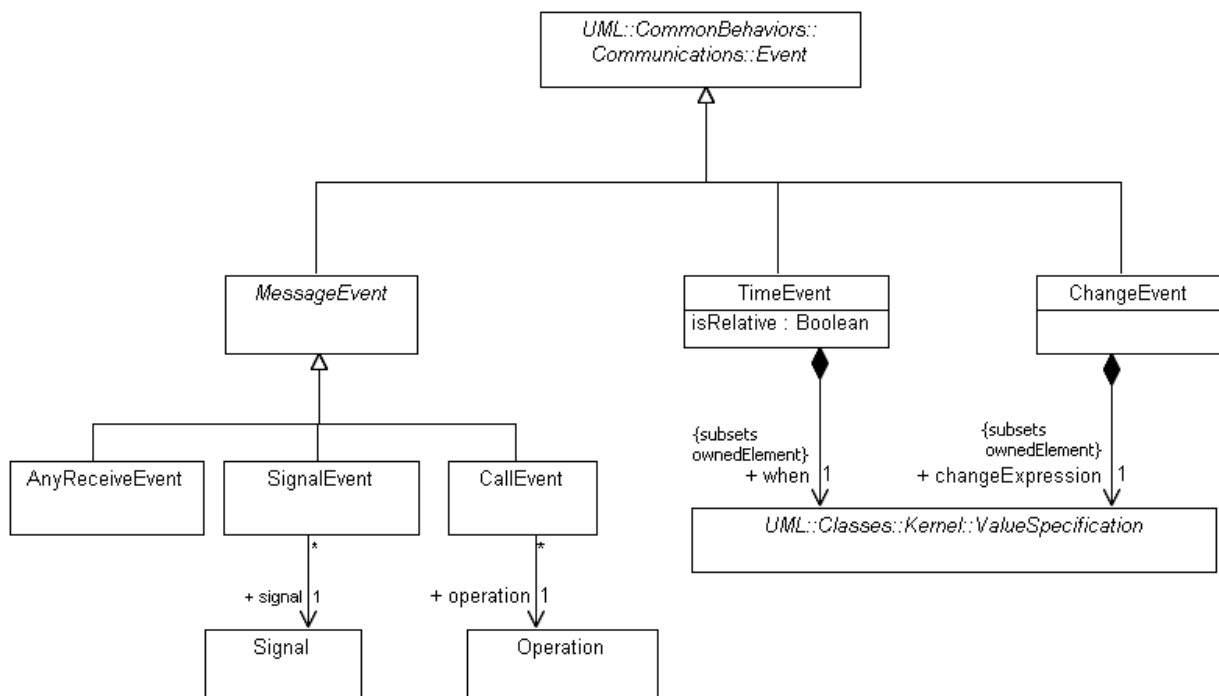 UML::CommonBehaviors::
Communications::Event
MessageEvent
TimeEvent
isRelative : Boolean
ChangeEvent
{subsets
ownedElement}
+ when 1
{subsets
ownedElement}
+ changeExpression 1
AnyReceiveEvent
SignalEvent
CallEvent
UML::Classes::Kernel::ValueSpecification
*
*
+ signal 1
+ operation 1
Signal
Operation